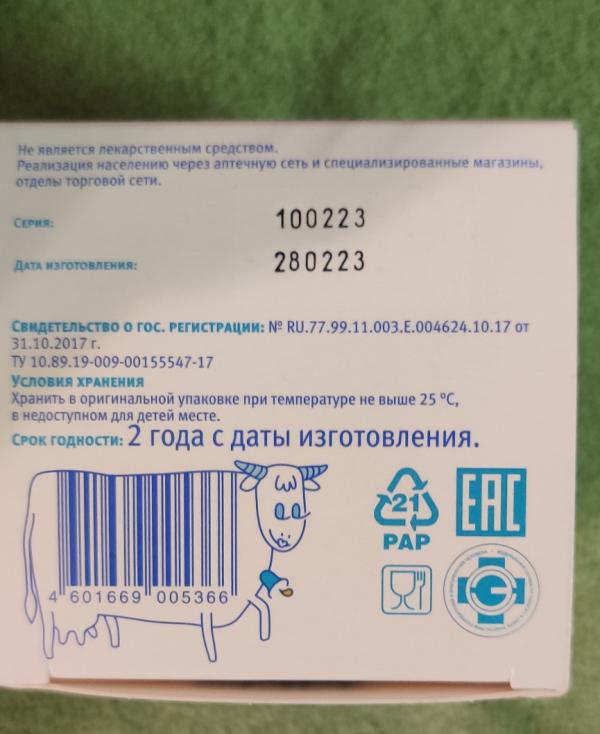 Не является лекарственным средством.
Реализация населению через аптечную сеть и специализированные магазины,
отделы торговой сети.
СЕРИЯ: 100223
ДАТА ИЗГОТОВЛЕНИЯ: 280223
СВИДЕТЕЛЬСТВО О ГОС. РЕГИСТРАЦИИ: № RU.77.99.11.003.Е.004624.10.17 от
31.10.2017 г.
ТУ 10.89.19-009-00155547-17
УСЛОВИЯ ХРАНЕНИЯ
Хранить в оригинальной упаковке при температуре не выше 25 °С,
в недоступном для детей месте.
СРОК ГОДНОСТИ: 2 года с даты изготовления.
21
PAP
EAC
4 601669 005366